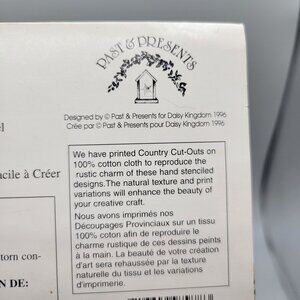 PAST & PRESENTS
Designed by © Past & Presents for Daisy Kingdom 1996
Crée par © Past & Presents pour Daisy Kingdom 1996
el
acile à Créer
We have printed Country Cut-Outs on
100% cotton cloth to reproduce the
rustic charm of these hand stenciled
designs. The natural texture and print
variations will enhance the beauty of
your creative craft.
Nous avons imprimés nos
Découpages Provinciaux sur un tissu
100% coton afin de reproduire le
charme rustique de ces dessins peints
à la main. La beauté de votre création
d'art sera rehaussée par la texture
naturelle du tissu et les variations
d'imprimerie.
torn con-
N DE: